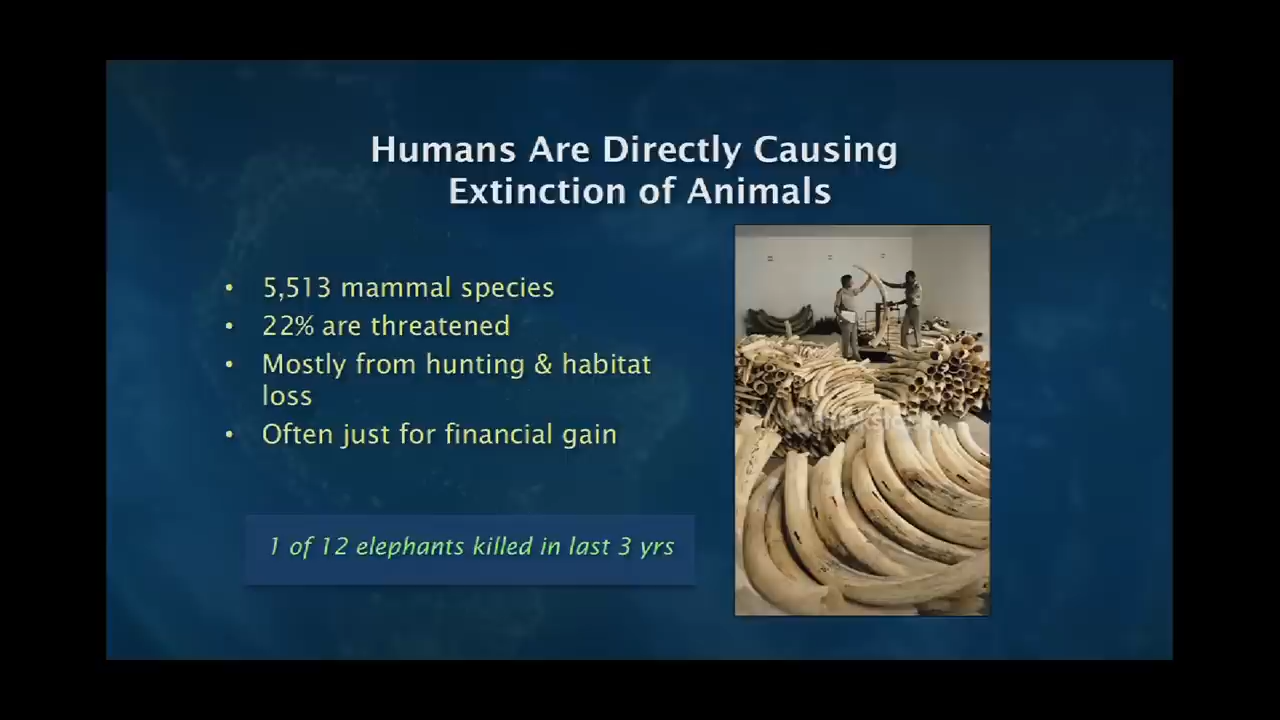 Humans Are Directly Causing
Extinction of Animals
• 5,513 mammal species
• 22% are threatened
• Mostly from hunting & habitat
loss
• Often just for financial gain
1 of 12 elephants killed in last 3 yrs